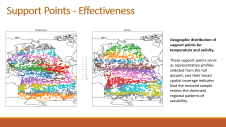 Support Points - Effectiveness
Geographic distribution of
support points for
temperature and salinity.
These support points serve
as representative profiles
selected from the full
dataset, and their broad
spatial coverage indicates
that the reduced sample
retains the dominant
regional patterns of
variability.